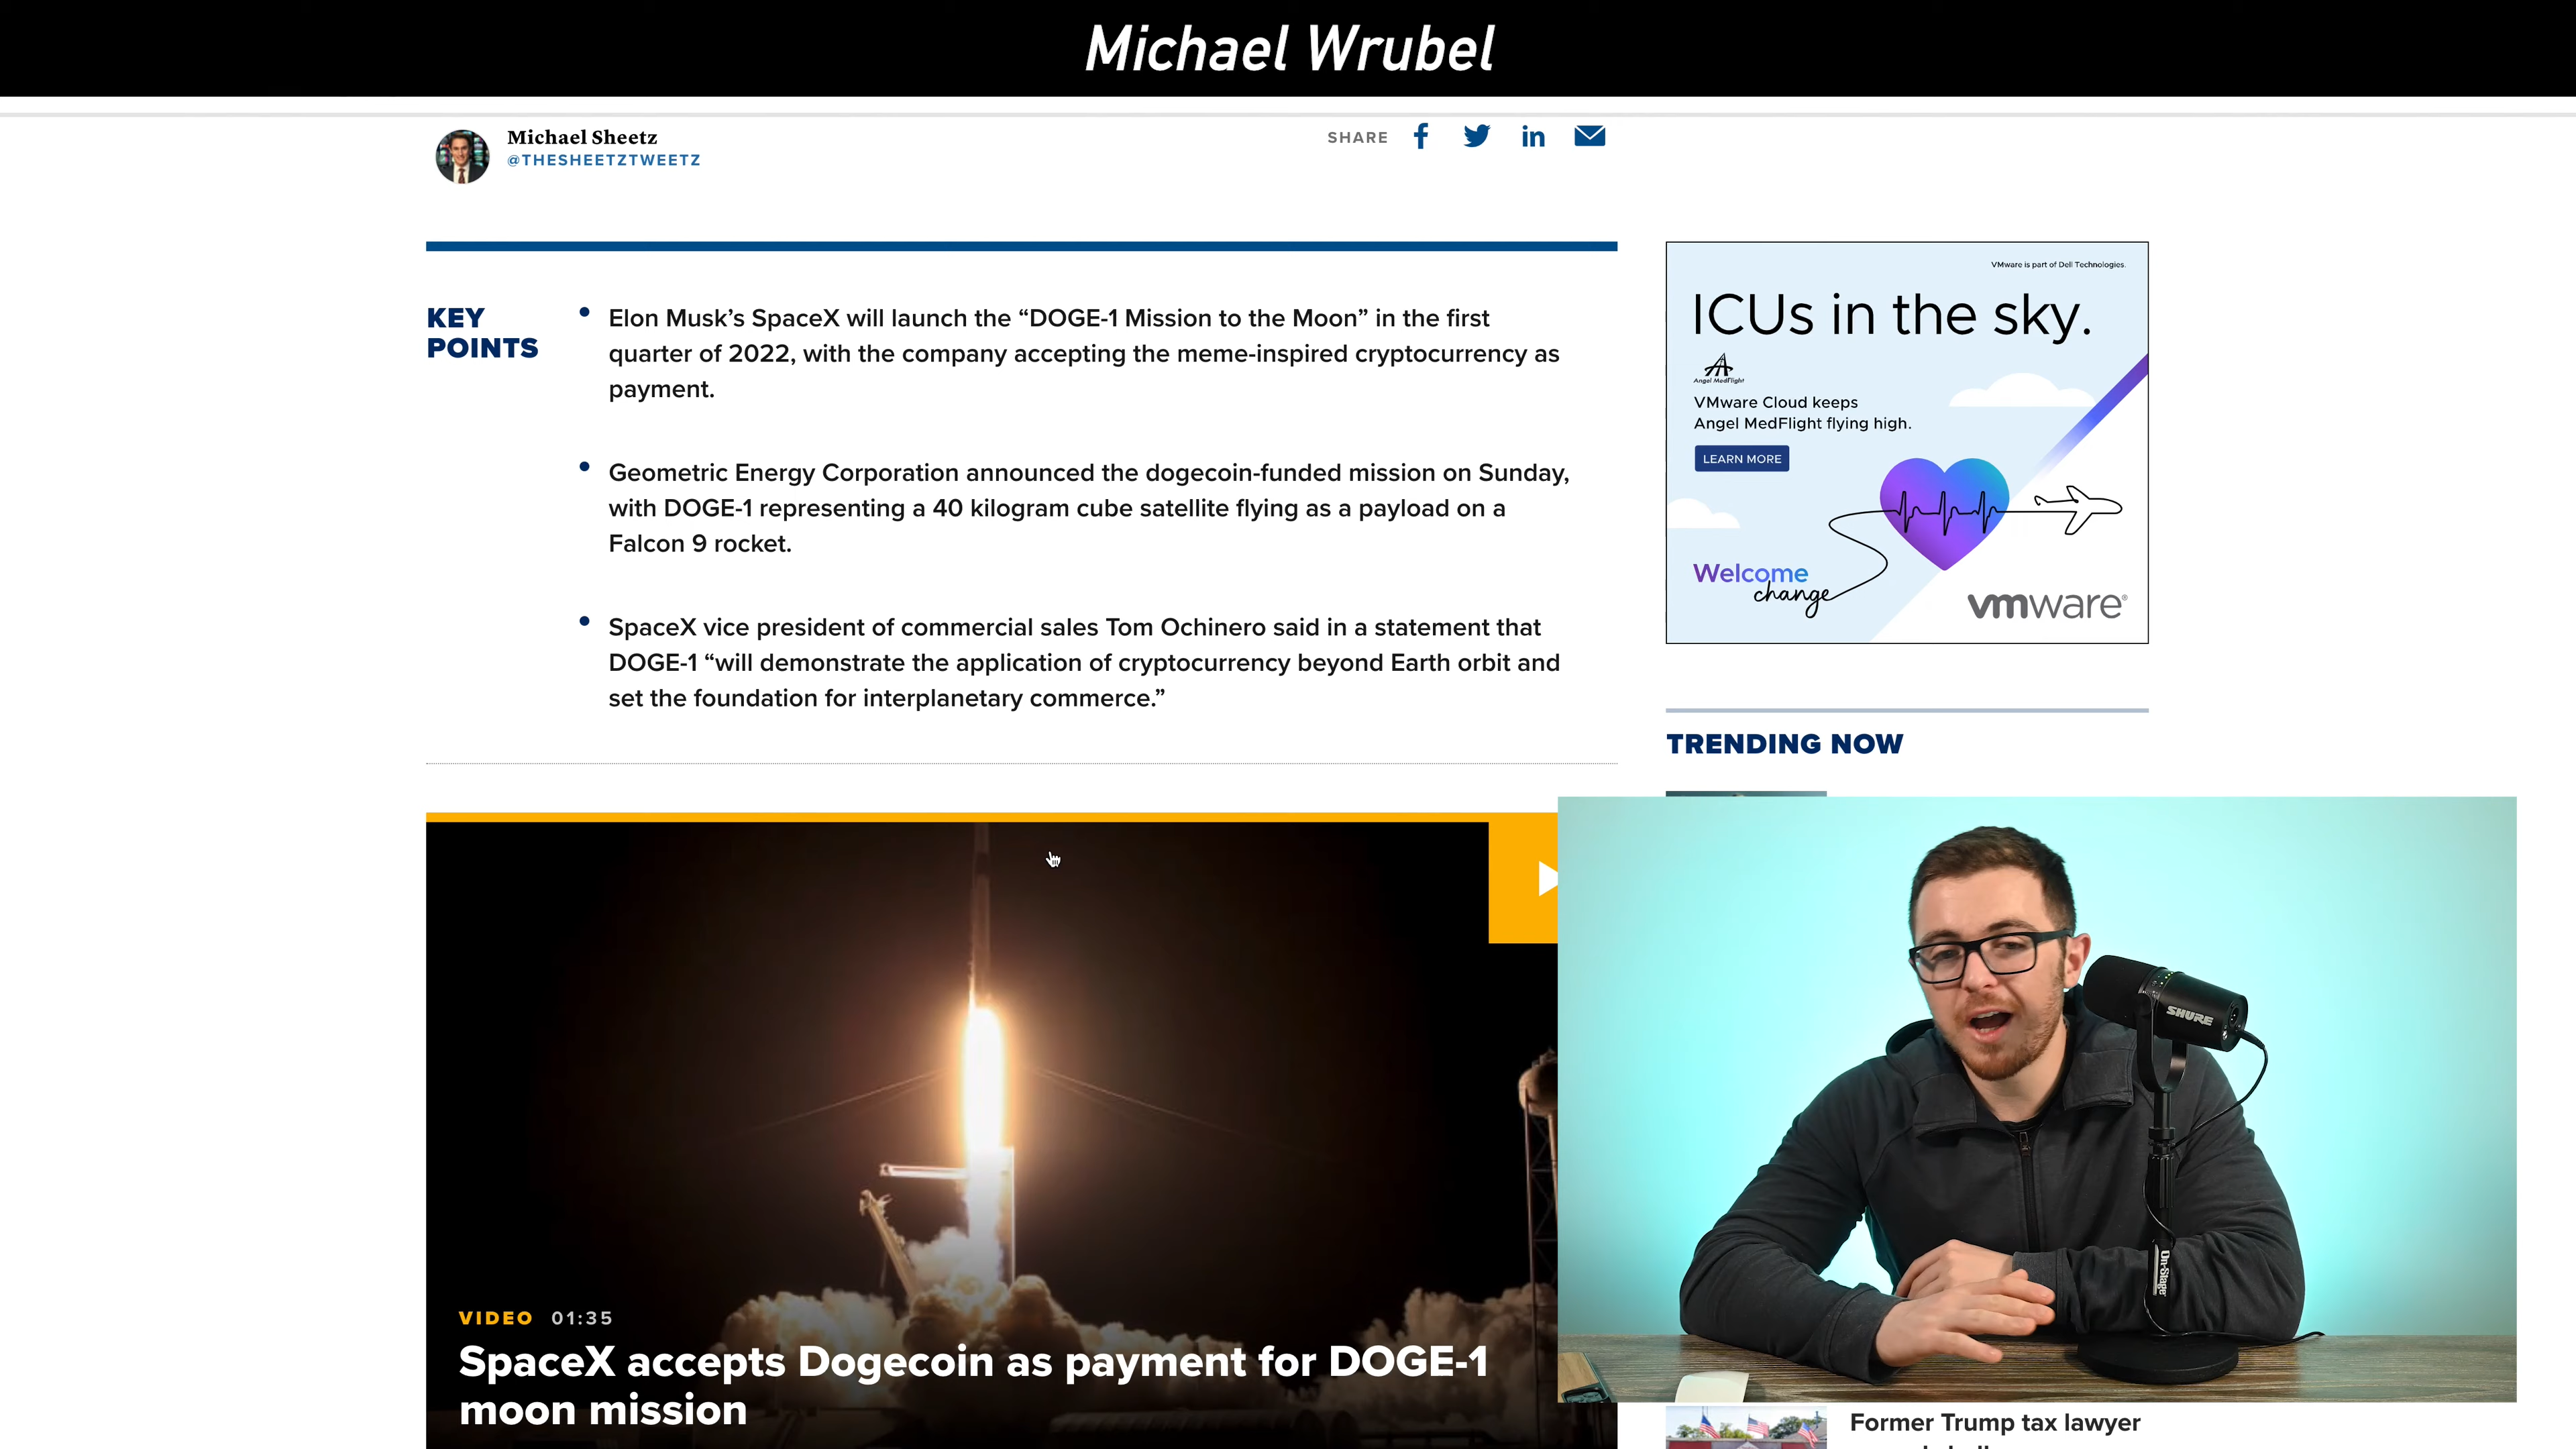 Michael Wrubel
Michael Sheetz
@THESHEETZTWEETZ
SHARE
KEY
POINTS
• Elon Musk’s SpaceX will launch the “DOGE-1 Mission to the Moon” in the first
quarter of 2022, with the company accepting the meme-inspired cryptocurrency as
payment.
• Geometric Energy Corporation announced the dogecoin-funded mission on Sunday,
with DOGE-1 representing a 40 kilogram cube satellite flying as a payload on a
Falcon 9 rocket.
• SpaceX vice president of commercial sales Tom Ochinero said in a statement that
DOGE-1 “will demonstrate the application of cryptocurrency beyond Earth orbit and
set the foundation for interplanetary commerce.”
VMware is part of Dell Technologies.
ICUs in the sky.
Angel MedFlight
VMware Cloud keeps
Angel MedFlight flying high.
LEARN MORE
Welcome
change
vmware®
TRENDING NOW
VIDEO 01:35
SpaceX accepts Dogecoin as payment for DOGE-1
moon mission
SHURE
On-Stage
Former Trump tax lawyer